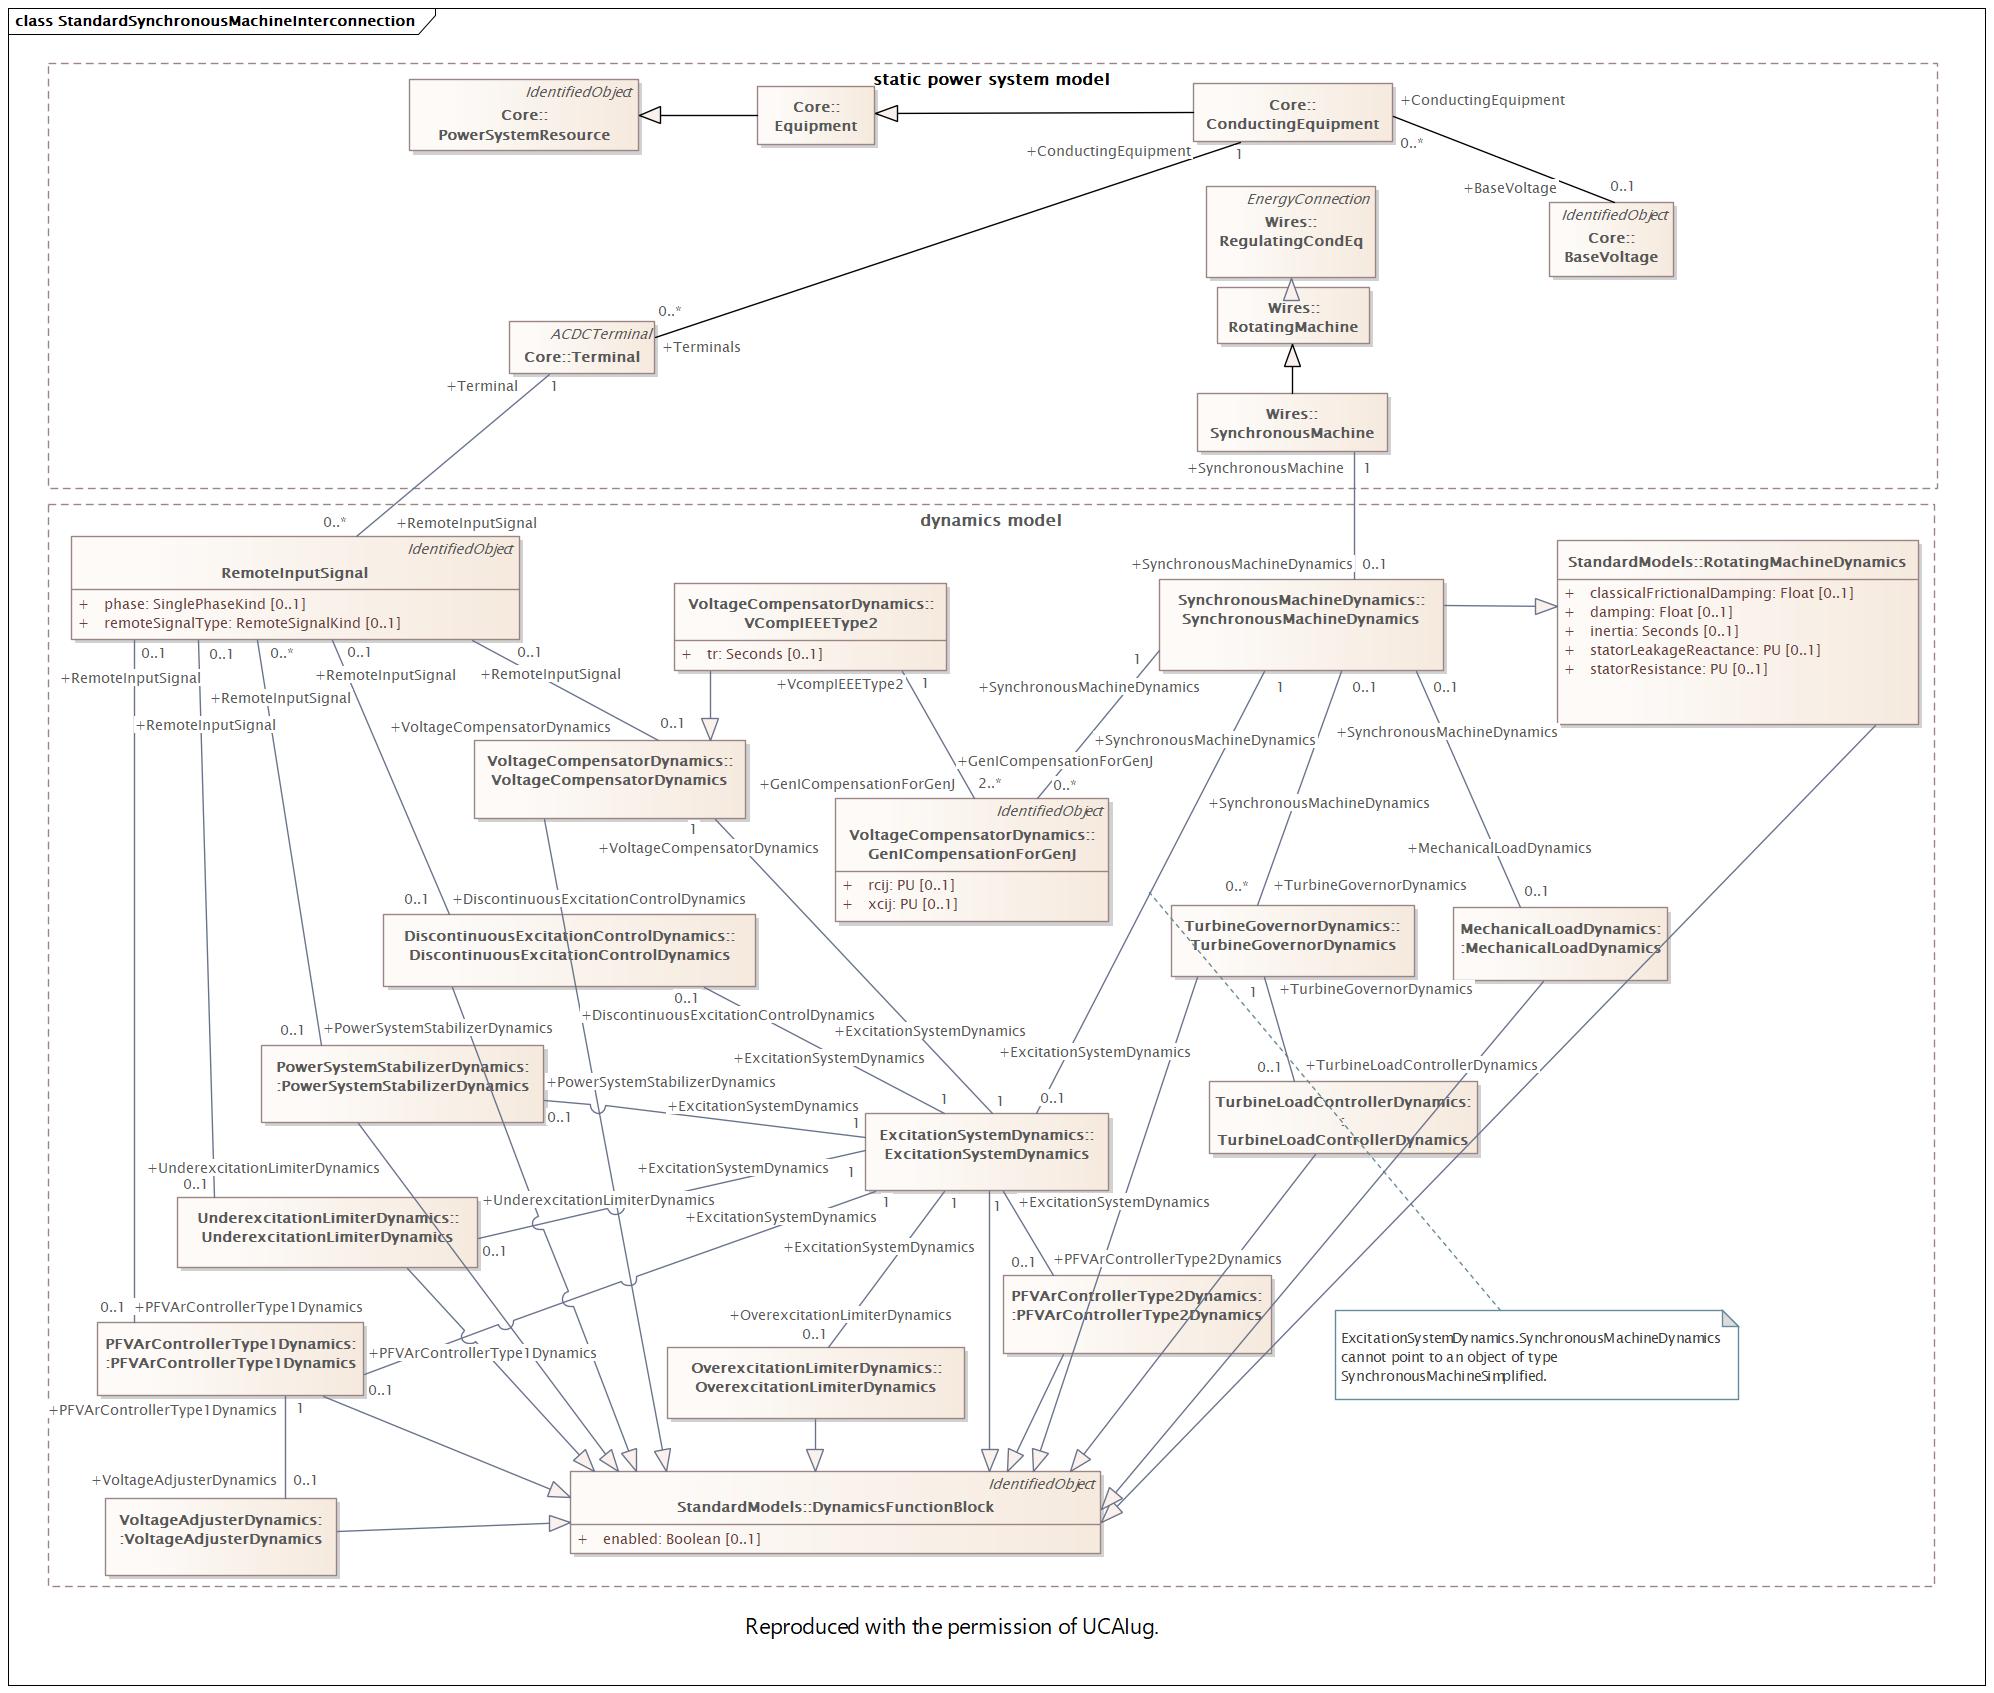 class StandardSynchronousMachineInterconnection
static power system model
IdentifiedObject
Core::
PowerSystemResource
Core::
Equipment
Core::
ConductingEquipment
+ConductingEquipment
0..*
+ConductingEquipment
1
+BaseVoltage
0..1
IdentifiedObject
Core::
BaseVoltage
EnergyConnection
Wires::
RegulatingCondEq
Wires::
RotatingMachine
0..*
+Terminals
ACDCTerminal
Core::Terminal
+Terminal
1
Wires::
SynchronousMachine
+SynchronousMachine
1
dynamics model
0..*
+RemoteInputSignal
IdentifiedObject
RemoteInputSignal
+ phase: SinglePhaseKind [0..1]
+ remoteSignalType: RemoteSignalKind [0..1]
0..1
0..1
0..*
0..1
0..1
+RemoteInputSignal
+RemoteInputSignal
+RemoteInputSignal
+RemoteInputSignal
+RemoteInputSignal
VoltageCompensatorDynamics::
VCompIEEEType2
+ tr: Seconds [0..1]
+VcompIEEEType2
1
+SynchronousMachineDynamics
0..1
SynchronousMachineDynamics::
SynchronousMachineDynamics
StandardModels::RotatingMachineDynamics
+ classicalFrictionalDamping: Float [0..1]
+ damping: Float [0..1]
+ inertia: Seconds [0..1]
+ statorLeakageReactance: PU [0..1]
+ statorResistance: PU [0..1]
1
+SynchronousMachineDynamics
1
0..1
0..1
+VoltageCompensatorDynamics
0..1
+SynchronousMachineDynamics
+SynchronousMachineDynamics
VoltageCompensatorDynamics::
VoltageCompensatorDynamics
+GenICompensationForGenJ
+GenICompensationForGenJ
2..*
0..*
+SynchronousMachineDynamics
IdentifiedObject
VoltageCompensatorDynamics::
GenICompensationForGenJ
+ rcij: PU [0..1]
+ xcij: PU [0..1]
1
+VoltageCompensatorDynamics
+MechanicalLoadDynamics
0..1
0..*
+TurbineGovernorDynamics
0..1
+DiscontinuousExcitationControlDynamics
DiscontinuousExcitationControlDynamics::
DiscontinuousExcitationControlDynamics
TurbineGovernorDynamics::
TurbineGovernorDynamics
MechanicalLoadDynamics:
:MechanicalLoadDynamics
0..1
+DiscontinuousExcitationControlDynamics
1
+TurbineGovernorDynamics
0..1
+PowerSystemStabilizerDynamics
+ExcitationSystemDynamics
+ExcitationSystemDynamics
+ExcitationSystemDynamics
PowerSystemStabilizerDynamics:
:PowerSystemStabilizerDynamics
+PowerSystemStabilizerDynamics
0..1
+ExcitationSystemDynamics
1
1
1
0..1
0..1
+TurbineLoadControllerDynamics
TurbineLoadControllerDynamics:
:
TurbineLoadControllerDynamics
ExcitationSystemDynamics::
ExcitationSystemDynamics
+UnderexcitationLimiterDynamics
0..1
+ExcitationSystemDynamics
1
+UnderexcitationLimiterDynamics
UnderexcitationLimiterDynamics::
UnderexcitationLimiterDynamics
0..1
+ExcitationSystemDynamics
1
1
1
+ExcitationSystemDynamics
+ExcitationSystemDynamics
0..1
+PFVArControllerType2Dynamics
PFVArControllerType2Dynamics:
:PFVArControllerType2Dynamics
0..1
+PFVArControllerType1Dynamics
+OverexcitationLimiterDynamics
0..1
PFVArControllerType1Dynamics:
:PFVArControllerType1Dynamics
+PFVArControllerType1Dynamics
0..1
OverexcitationLimiterDynamics::
OverexcitationLimiterDynamics
ExcitationSystemDynamics.SynchronousMachineDynamics
cannot point to an object of type
SynchronousMachineSimplified.
+PFVArControllerType1Dynamics
1
+VoltageAdjusterDynamics
0..1
VoltageAdjusterDynamics:
:VoltageAdjusterDynamics
IdentifiedObject
StandardModels::DynamicsFunctionBlock
+ enabled: Boolean [0..1]
Reproduced with the permission of UCAIug.